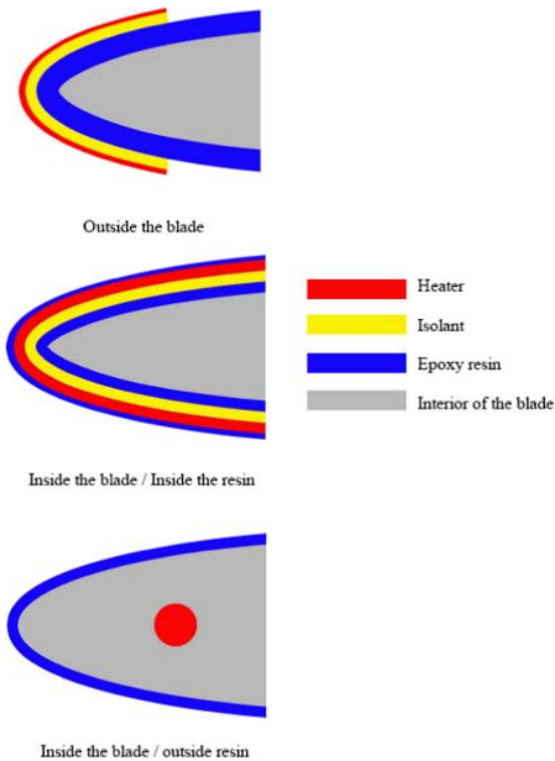 Outside the blade
Heater
Isolant
Epoxy resin
Interior of the blade
Inside the blade / Inside the resin
Inside the blade / outside resin